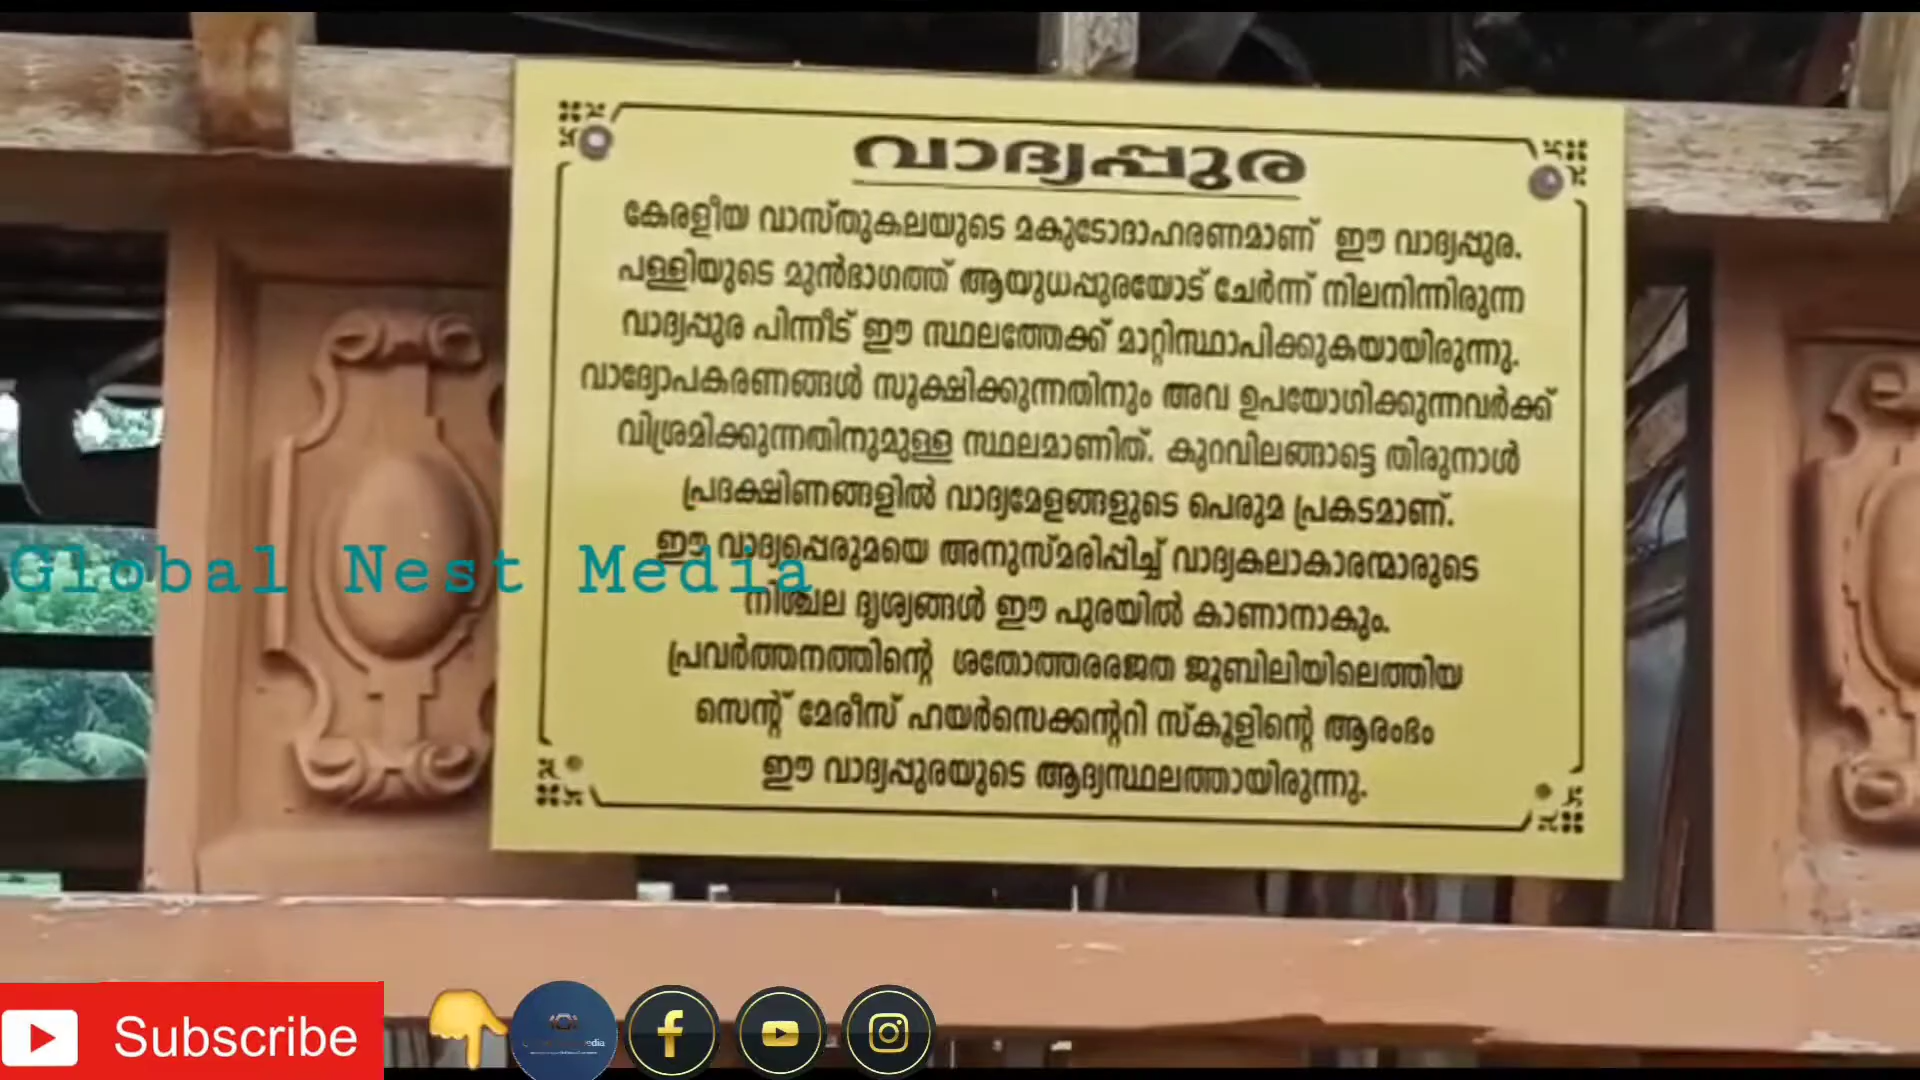 വാദ്യപ്പുര
കേരളീയ വാസ്തുകലയുടെ മകുടോദാഹരണമാണ് ഈ വാദ്യപ്പുര.
പള്ളിയുടെ മുൻഭാഗത്ത് ആയുധപ്പുരയോട് ചേർന്ന് നിലനിന്നിരുന്ന
വാദ്യപ്പുര പിന്നീട് ഈ സ്ഥലത്തേക്ക് മാറ്റിസ്ഥാപിക്കുകയായിരുന്നു.
വാദ്യോപകരണങ്ങൾ സൂക്ഷിക്കുന്നതിനും അവ ഉപയോഗിക്കുന്നവർക്ക്
വിശ്രമിക്കുന്നതിനുമുള്ള സ്ഥലമാണിത്. കുറവിലങ്ങാട്ടെ തിരുനാൾ
പ്രദക്ഷിണങ്ങളിൽ വാദ്യമേളങ്ങളുടെ പെരുമ പ്രകടമാണ്.
ഈ വാദ്യപ്പെരുമയെ അനുസ്മരിപ്പിച്ച് വാദ്യകലാകാരന്മാരുടെ
നിശ്ചല ദൃശ്യങ്ങൾ ഈ പുരയിൽ കാണാനാകും.
പ്രവർത്തനത്തിന്റെ ശതോത്തരരജത ജൂബിലിയിലെത്തിയ
സെന്റ് മേരീസ് ഹയർസെക്കന്ററി സ്കൂളിന്റെ ആരംഭം
ഈ വാദ്യപ്പുരയുടെ ആദ്യസ്ഥലത്തായിരുന്നു.
Global Nest Media
Subscribe